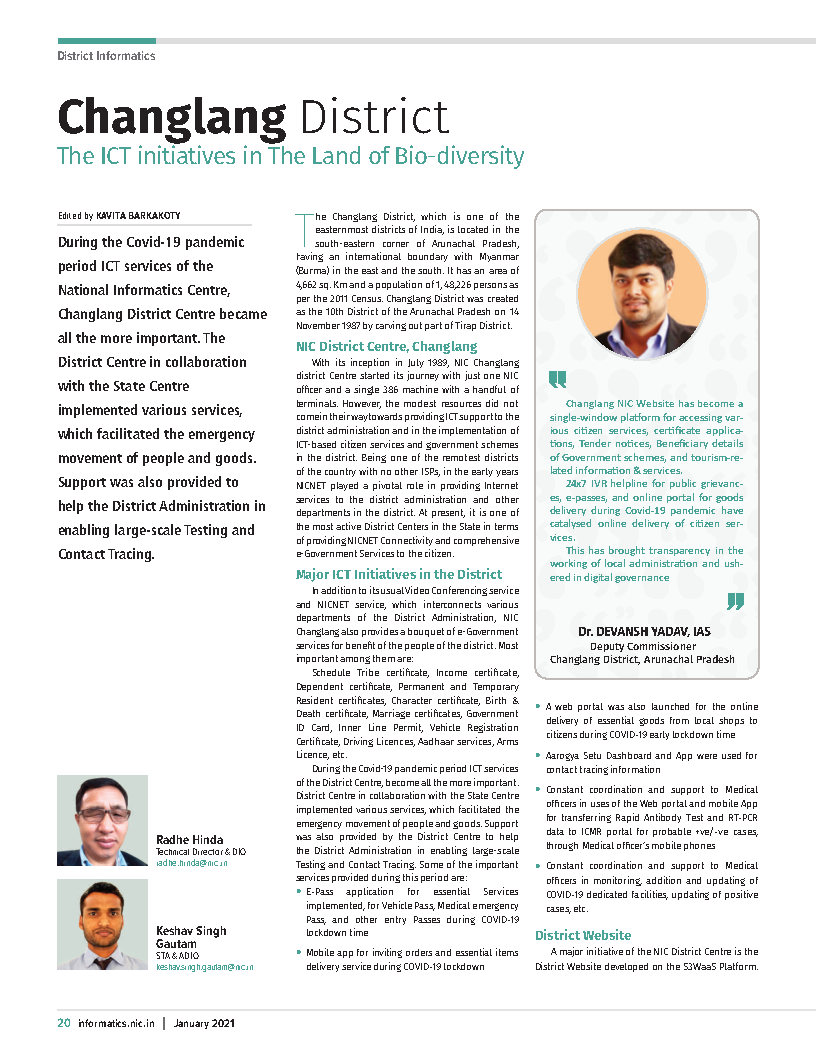 District Informatics
Changlang District
The ICT initiatives in The Land of Bio-diversity
Edited by KAVITA BARKAKOTY
During the Covid-19 pandemic
period ICT services of the
National Informatics Centre,
Changlang District Centre became
all the more important. The
District Centre in collaboration
with the State Centre
implemented various services,
which facilitated the emergency
movement of people and goods.
Support was also provided to
help the District Administration in
enabling large-scale Testing and
Contact Tracing.
Radhe Hinda
Technical Director & DIO
radhe.hinda@nic.in
Keshav Singh
Gautam
STA & ADIO
keshav.singh.gautam@nic.in
The Changlang District, which is one of the
easternmost districts of India, is located in the
south-eastern corner of Arunachal Pradesh,
having an international boundary with Myanmar
(Burma) in the east and the south. It has an area of
4,662 sq. Km and a population of 1,48,226 persons as
per the 2011 Census. Changlang District was created
as the 10th District of the Arunachal Pradesh on 14
November 1987 by carving out part of Tirap District.
NIC District Centre, Changlang
With its inception in July 1989, NIC Changlang
district Centre started its journey with just one NIC
officer and a single 386 machine with a handful of
terminals. However, the modest resources did not
come in their way towards providing ICT support to the
district administration and in the implementation of
ICT-based citizen services and government schemes
in the district. Being one of the remotest districts
of the country with no other ISPs, in the early years
NICNET played a pivotal role in providing Internet
services to the district administration and other
departments in the district. At present, it is one of
the most active District Centers in the State in terms
of providing NICNET Connectivity and comprehensive
e-Government Services to the citizen.
Major ICT Initiatives in the District
In addition to its usual Video Conferencing service
and NICNET service, which interconnects various
departments of the District Administration, NIC
Changlang also provides a bouquet of e-Government
services for benefit of the people of the district. Most
important among them are:
Schedule Tribe certificate, Income certificate,
Dependent certificate, Permanent and Temporary
Resident certificates, Character certificate, Birth &
Death certificate, Marriage certificates, Government
ID Card, Inner Line Permit, Vehicle Registration
Certificate, Driving Licences, Aadhaar services, Arms
Licence, etc.
During the Covid-19 pandemic period ICT services
of the District Centre, become all the more important.
District Centre in collaboration with the State Centre
implemented various services, which facilitated the
emergency movement of people and goods. Support
was also provided by the District Centre to help
the District Administration in enabling large-scale
Testing and Contact Tracing. Some of the important
services provided during this period are:
• E-Pass application for essential Services
implemented, for Vehicle Pass, Medical emergency
Pass, and other entry Passes during COVID-19
lockdown time
• Mobile app for inviting orders and essential items
delivery service during COVID-19 lockdown
Changlang NIC Website has become a
single-window platform for accessing var-
ious citizen services, certificate applica-
tions, Tender notices, Beneficiary details
of Government schemes, and tourism-re-
lated information & services.
24x7 IVR helpline for public grievanc-
es, e-passes, and online portal for goods
delivery during Covid-19 pandemic have
catalysed online delivery of citizen ser-
vices.
This has brought transparency in the
working of local administration and ush-
ered in digital governance
Dr. DEVANSH YADAV, IAS
Deputy Commissioner
Changlang District, Arunachal Pradesh
• A web portal was also launched for the online
delivery of essential goods from local shops to
citizens during COVID-19 early lockdown time
• Aarogya Setu Dashboard and App were used for
contact tracing information
• Constant coordination and support to Medical
officers in uses of the Web portal and mobile App
for transferring Rapid Antibody Test and RT-PCR
data to ICMR portal for probable +ve/-ve cases,
through Medical officer's mobile phones
• Constant coordination and support to Medical
officers in monitoring, addition and updating of
COVID-19 dedicated facilities, updating of positive
cases, etc.
District Website
A major initiative of the NIC District Centre is the
District Website developed on the S3WaaS Platform.
20 informatics.nic.in | January 2021